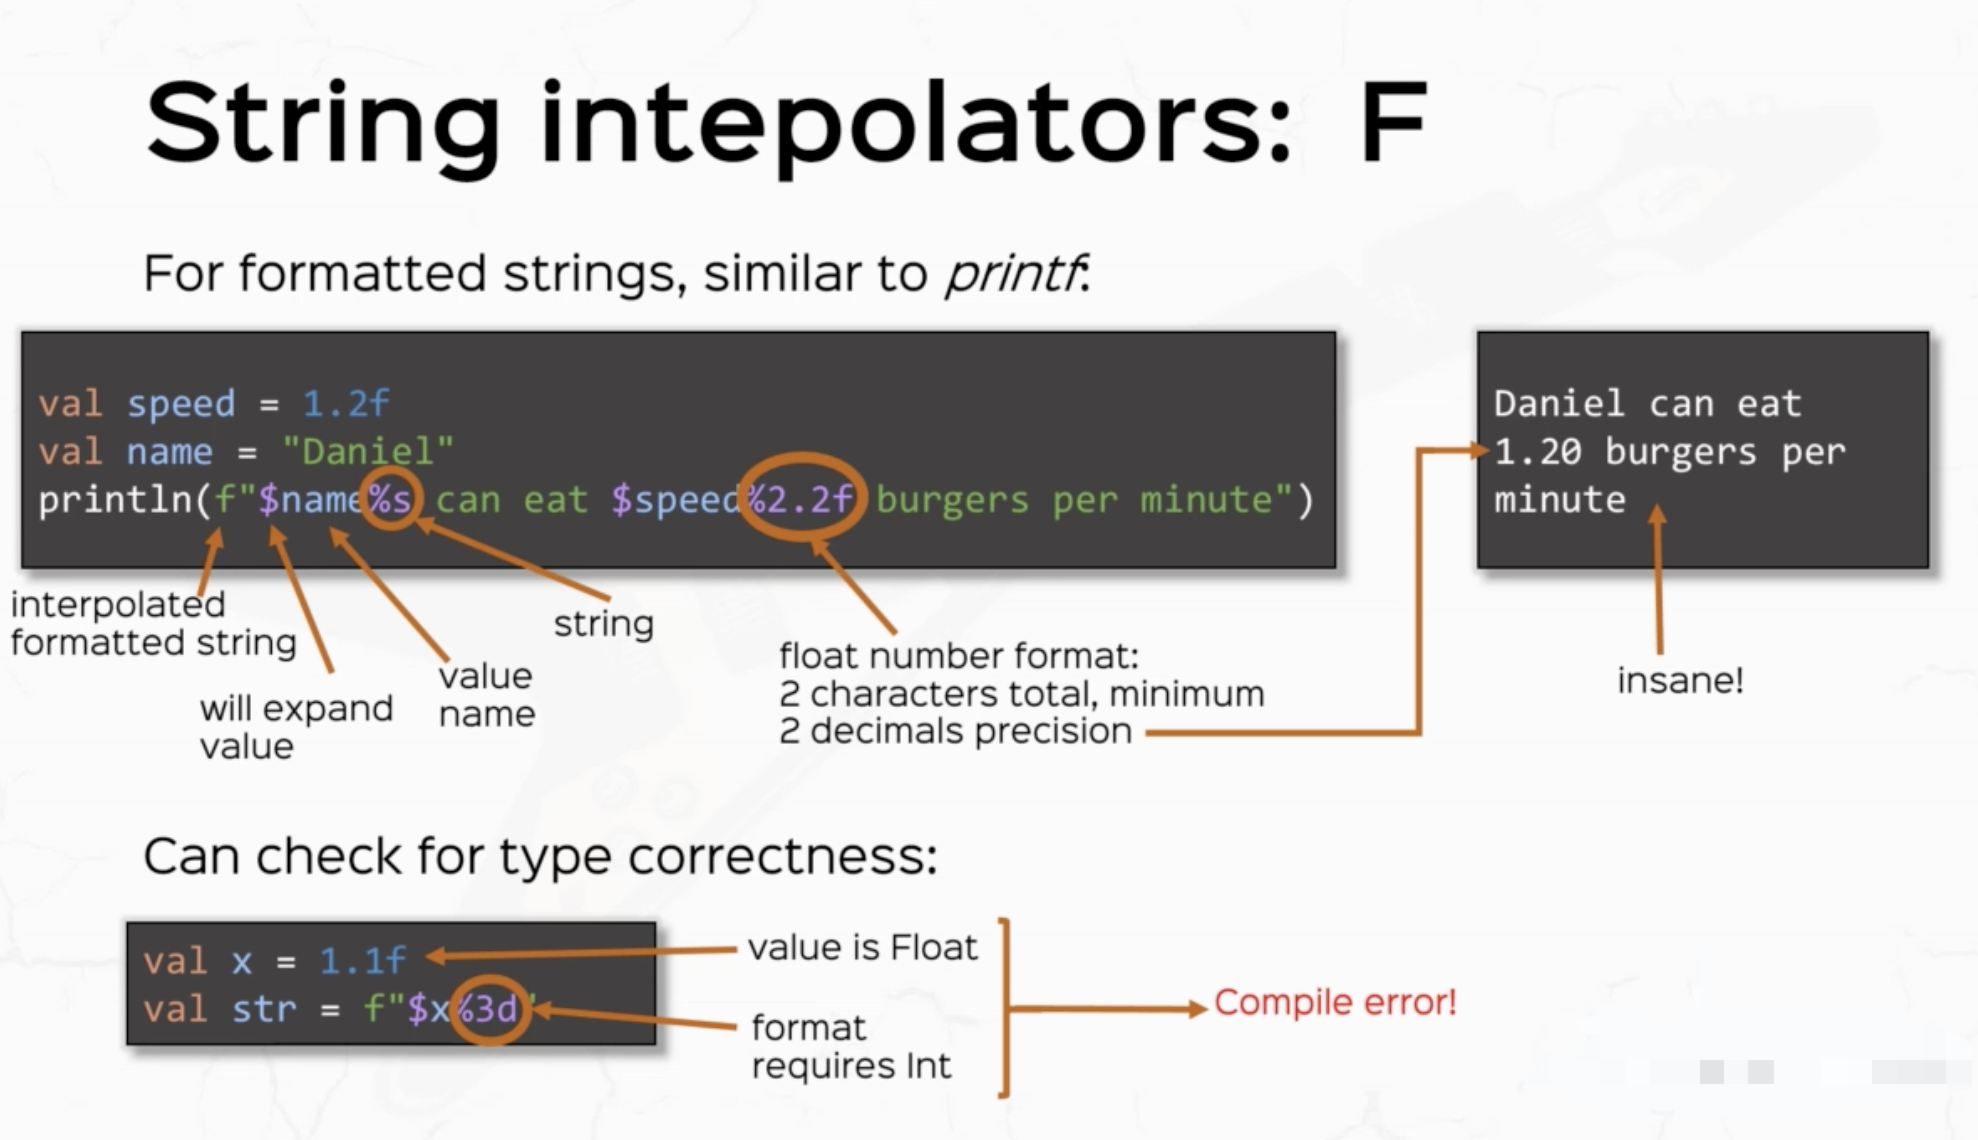 String intepolators: F
For formatted strings, similar to printf:
val speed = 1.2f
val name = "Daniel"
println(f"$name%s can eat $speed%2.2f burgers per minute")
Daniel can eat
1.20 burgers per
minute
interpolated
formatted string
will expand
value
value
name
string
float number format:
2 characters total, minimum
2 decimals precision
insane!
Can check for type correctness:
val x = 1.1f
val str = f"$x%3d"
value is Float
format
requires Int
Compile error!